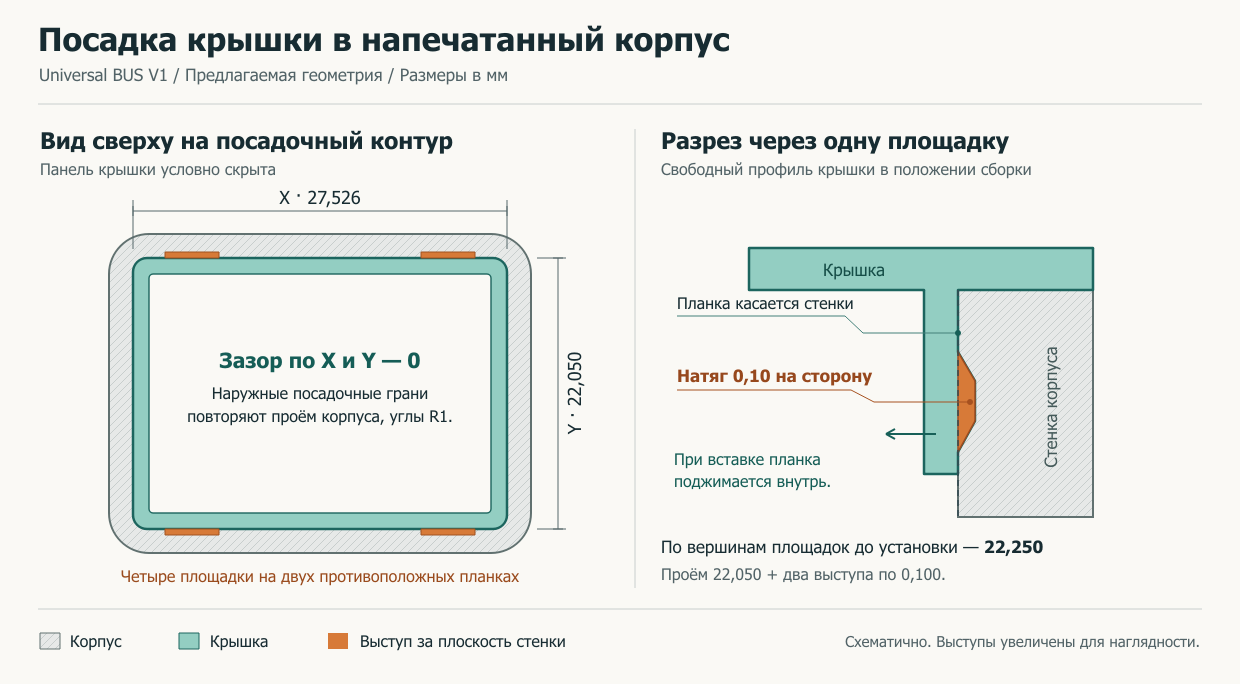 Посадка крышки в напечатанный корпус
Universal BUS V1 / Предлагаемая геометрия / Размеры в мм
Вид сверху на посадочный контур
Панель крышки условно скрыта
X · 27,526
Зазор по X и Y — 0
Наружные посадочные грани
повторяют проём корпуса, углы R1.
Y · 22,050
Четыре площадки на двух противоположных планках
Разрез через одну площадку
Свободный профиль крышки в положении сборки
Крышка
Планка касается стенки
Натяг 0,10 на сторону
При вставке планка
поджимается внутрь.
Стенка корпуса
По вершинам площадок до установки — 22,250
Проём 22,050 + два выступа по 0,100.
Корпус
Крышка
Выступ за плоскость стенки
Схематично. Выступы увеличены для наглядности.